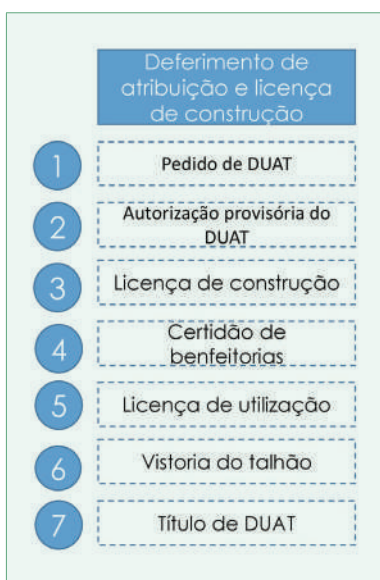 Deferimento de
atribuição e licença
de construção
1 Pedido de DUAT
2 Autorização provisória do
DUAT
3 Licença de construção
4 Certidão de
benfeitorias
5 Licença de utilização
6 Vistoria do talhão
7 Título de DUAT